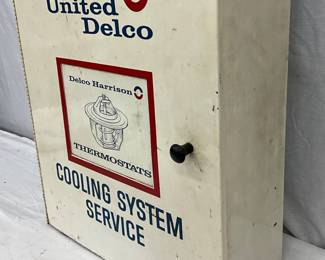 United
Delco
Delco Harrison
THERMOSTATS
COOLING SYSTEM
SERVICE